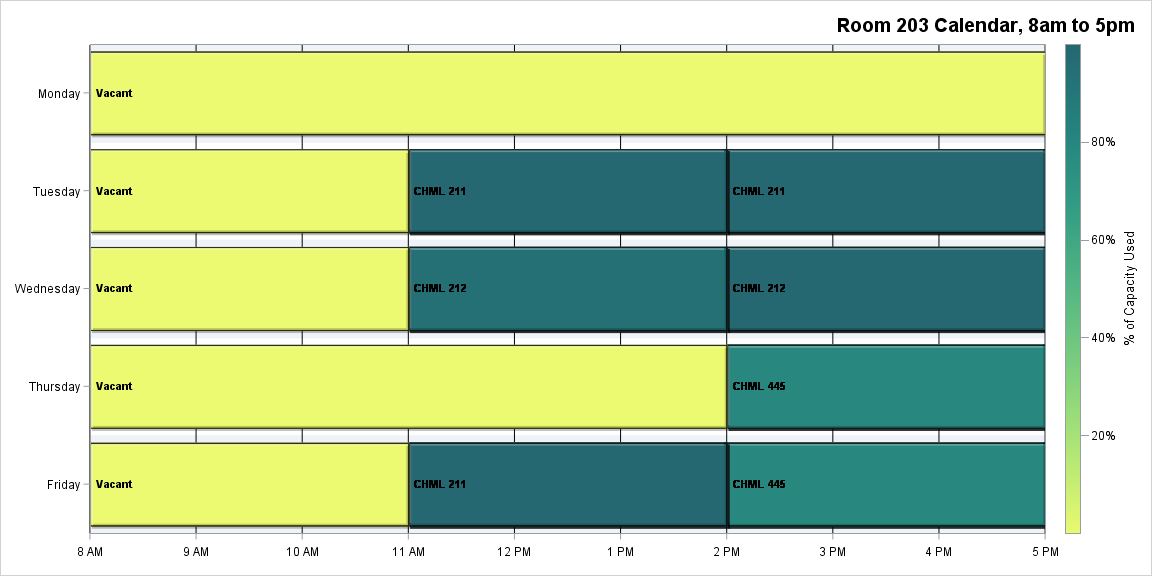 Room 203 Calendar, 8am to 5pm
Monday
Vacant
Tuesday
Vacant
CHML 211
CHML 211
Wednesday
Vacant
CHML 212
CHML 212
Thursday
Vacant
CHML 445
Friday
Vacant
CHML 211
CHML 445
8 AM
9 AM
10 AM
11 AM
12 PM
1 PM
2 PM
3 PM
4 PM
5 PM
80%
60%
40%
20%
% of Capacity Used